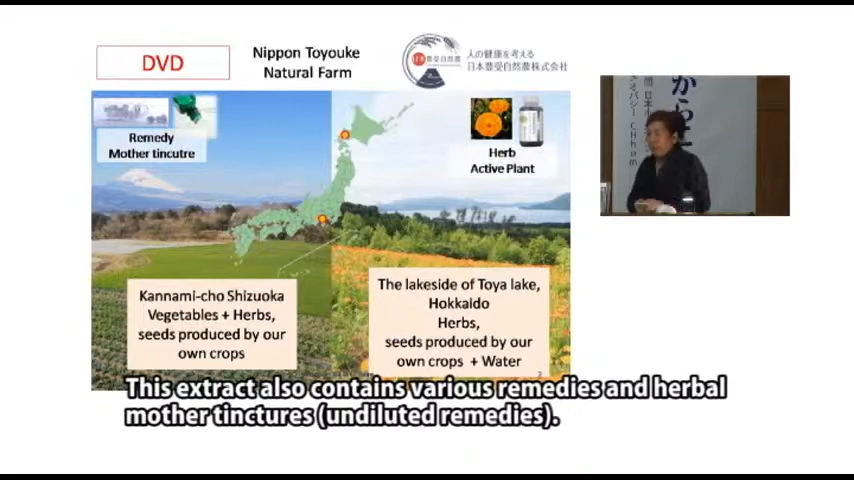 DVD
Nippon Toyouke
Natural Farm
人の健康を考える
日本豊受自然農株式会社
Remedy
Mother tincutre
Herb
Active Plant
Kannami-cho Shizuoka
Vegetables + Herbs,
seeds produced by our
own crops
The lakeside of Toya lake,
Hokkaido
Herbs,
seeds produced by our
own crops + Water
This extract also contains various remedies and herbal
mother tinctures (undiluted remedies).
からせ